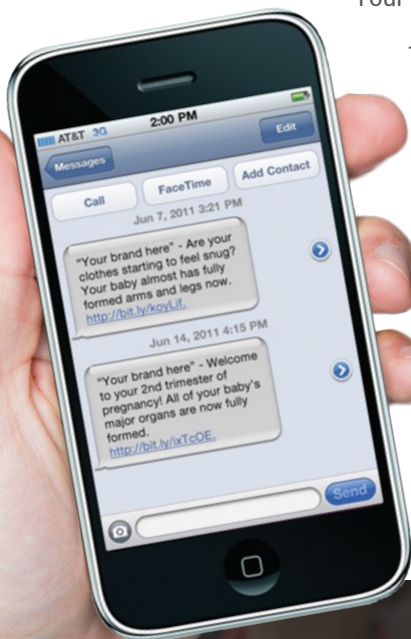 Your
AT&T 3G 2:00 PM
Messages Edit
Call FaceTime Add Contact
Jun 7, 2011 3:21 PM
"Your brand here" - Are your
clothes starting to feel snug?
Your baby almost has fully
formed arms and legs now.
http://bit.ly/koyLif.
Jun 14, 2011 4:15 PM
"Your brand here" - Welcome
to your 2nd trimester of
pregnancy! All of your baby's
major organs are now fully
formed.
http://bit.ly/ixTcOE.
Send